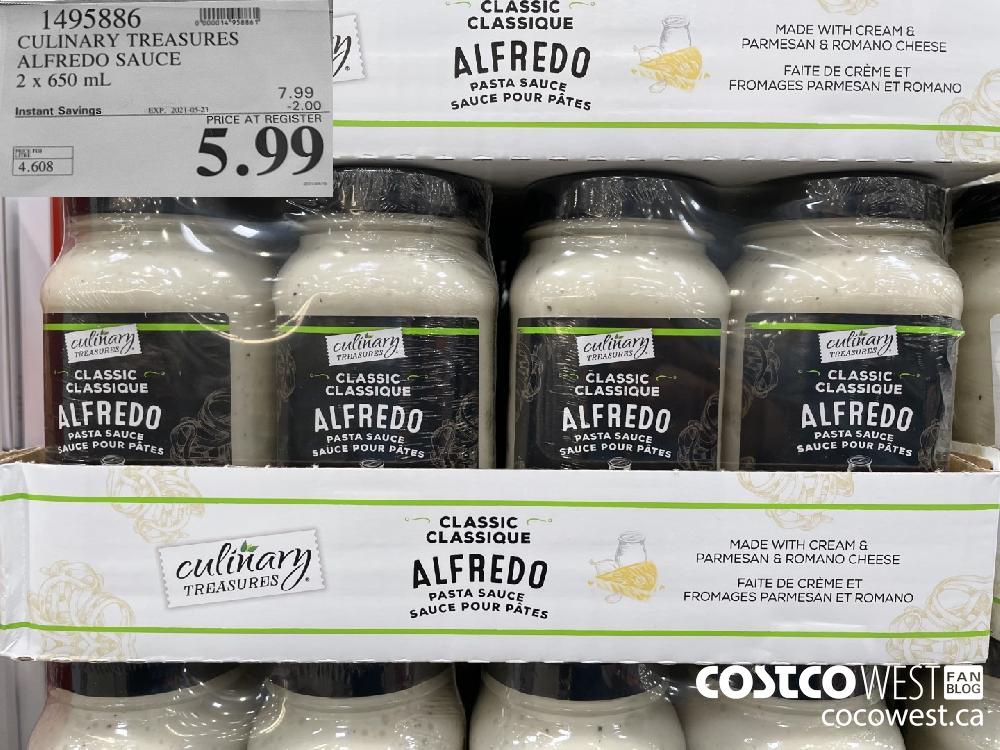 1495886
0"000014"958861"
CULINARY TREASURES
ALFREDO SAUCE
2 x 650 mL
7.99
Instant Savings EXP. 2021-05-23 -2.00
PRICE AT REGISTER
5.99
PRICE PER
LITRE
4.608
CLASSIC
CLASSIQUE
ALFREDO
PASTA SAUCE
SAUCE POUR PÂTES
MADE WITH CREAM &
PARMESAN & ROMANO CHEESE
FAITE DE CRÈME ET
FROMAGES PARMESAN ET ROMANO
culinary
TREASURES
CLASSIC
CLASSIQUE
ALFREDO
PASTA SAUCE
SAUCE POUR PÂTES
culinary
TREASURES
CLASSIC
CLASSIQUE
ALFREDO
PASTA SAUCE
SAUCE POUR PÂTES
culinary
TREASURES
CLASSIC
CLASSIQUE
ALFREDO
PASTA SAUCE
SAUCE POUR PÂTES
culinary
TREASURES
CLASSIC
CLASSIQUE
ALFREDO
PASTA SAUCE
SAUCE POUR PÂTES
culinary
TREASURES®
CLASSIC
CLASSIQUE
ALFREDO
PASTA SAUCE
SAUCE POUR PÂTES
MADE WITH CREAM &
PARMESAN & ROMANO CHEESE
FAITE DE CRÈME ET
FROMAGES PARMESAN ET ROMANO
COSTCO WEST FAN BLOG
cocowest.ca